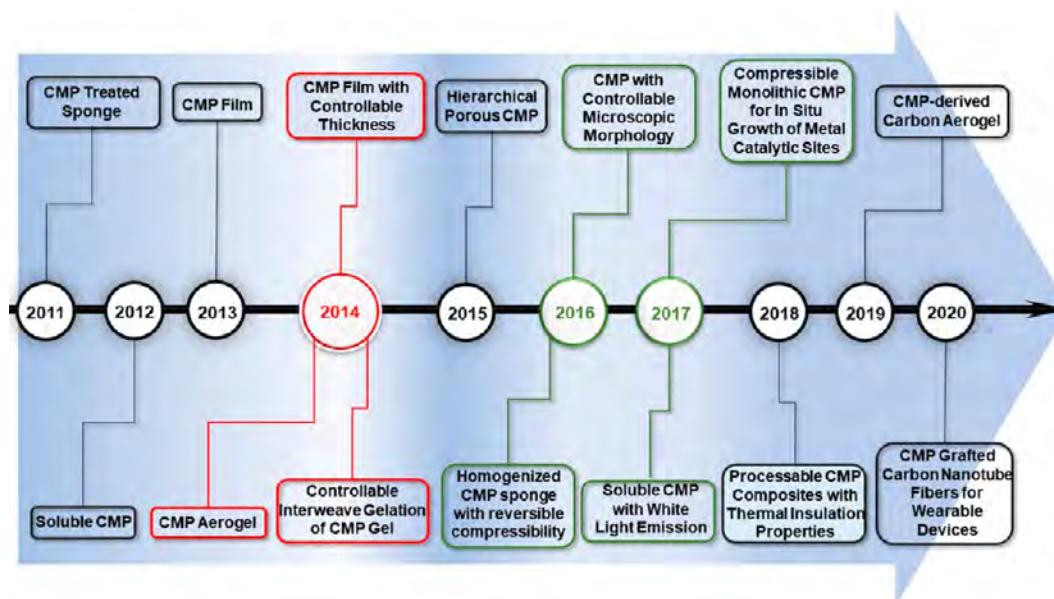 CMP Treated
Sponge
CMP Film
CMP Film with
Controllable
Thickness
Hierarchical
Porous CMP
CMP with
Controllable
Microscopic
Morphology
Compressible
Monolithic CMP
for In Situ
Growth of Metal
Catalytic Sites
CMP-derived
Carbon Aerogel
2011
2012
2013
2014
2015
2016
2017
2018
2019
2020
Soluble CMP
CMP Aerogel
Controllable
Interweave Gelation
of CMP Gel
Homogenized
CMP sponge
with reversible
compressibility
Soluble CMP
with White
Light Emission
Processable CMP
Composites with
Thermal Insulation
Properties
CMP Grafted
Carbon Nanotube
Fibers for
Wearable
Devices